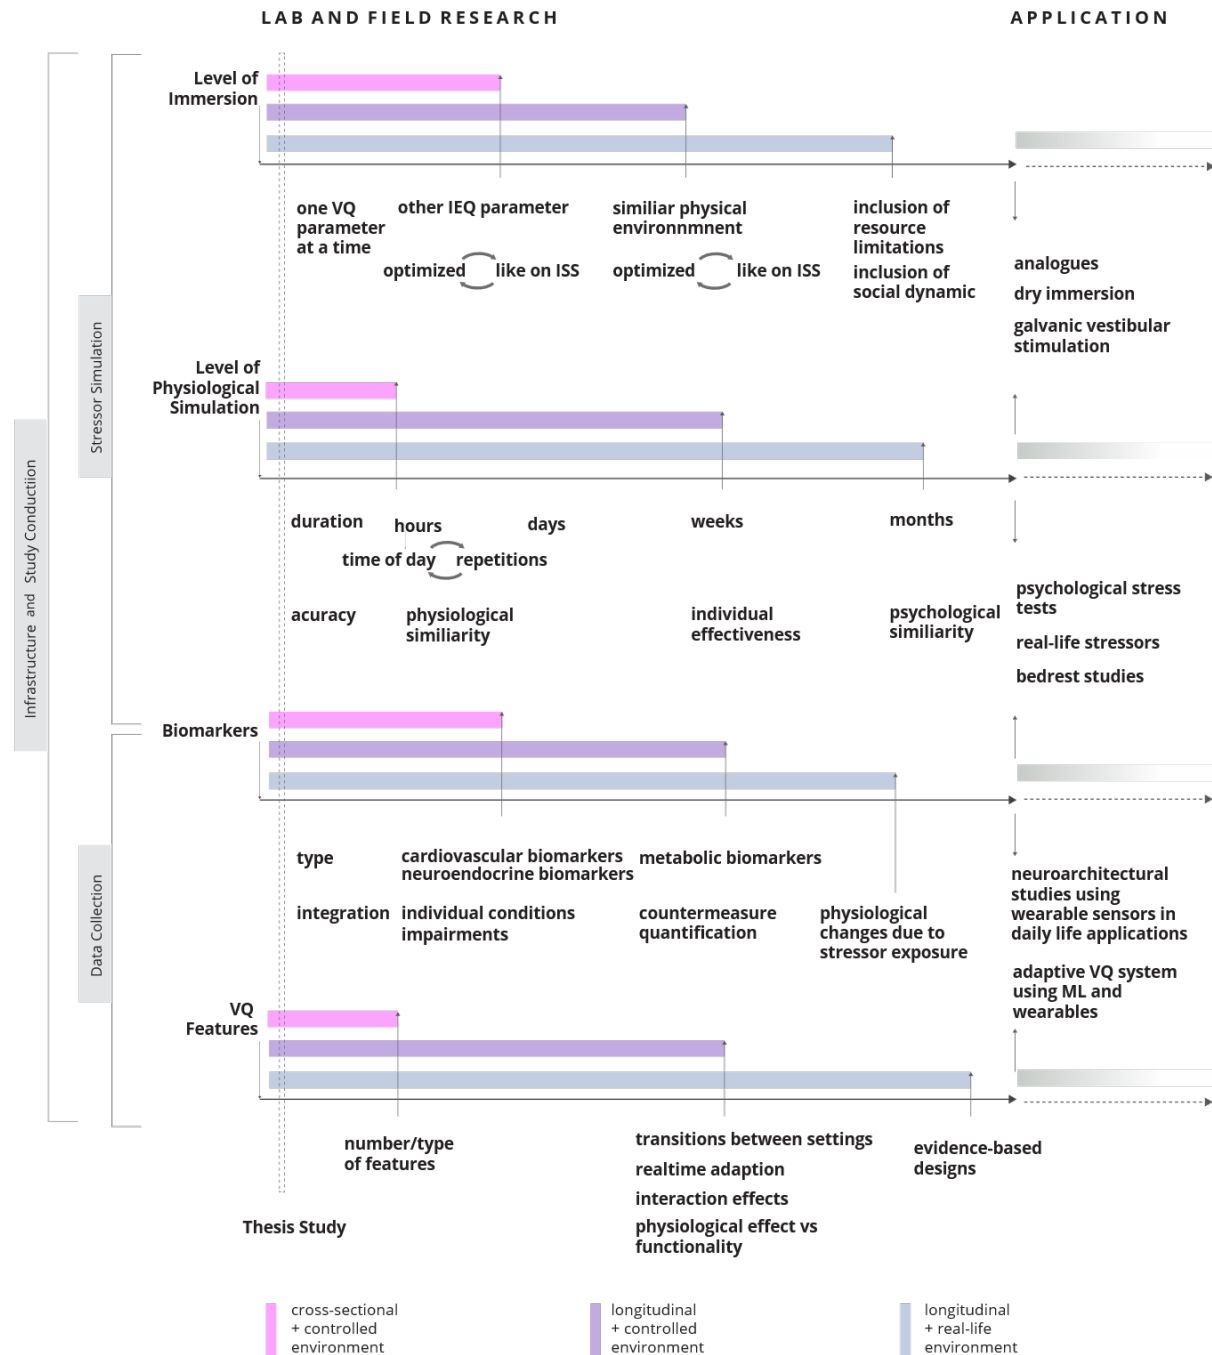 LAB AND FIELD RESEARCH
APPLICATION
Level of
Immersion
one VQ
parameter
at a time
other IEQ parameter
optimized
like on ISS
similiar physical
environnmnent
optimized
like on ISS
inclusion of
resource
limitations
inclusion of
social dynamic
analogues
dry immersion
galvanic vestibular
stimulation
Stressor Simulation
Level of
Physiological
Simulation
duration
hours
days
weeks
months
time of day
repetitions
acuracy
physiological
similiarity
individual
effectiveness
psychological
similiarity
psychological stress
tests
real-life stressors
bedrest studies
Infrastructure and Study Conductiion
Biomarkers
type
cardiovascular biomarkers
neuroendocrine biomarkers
metabolic biomarkers
integration
individual conditions
impairments
countermeasure
quantification
physiological
changes due to
stressor exposure
neuroarchitectural
studies using
wearable sensors in
daily life applications
adaptive VQ system
using ML and
wearables
Data Collection
VQ
Features
number/type
of features
transitions between settings
realtime adaption
interaction effects
physiological effect vs
functionality
evidence-based
designs
Thesis Study
cross-sectional
+ controlled
environment
longitudinal
+ controlled
environment
longitudinal
+ real-life
environment